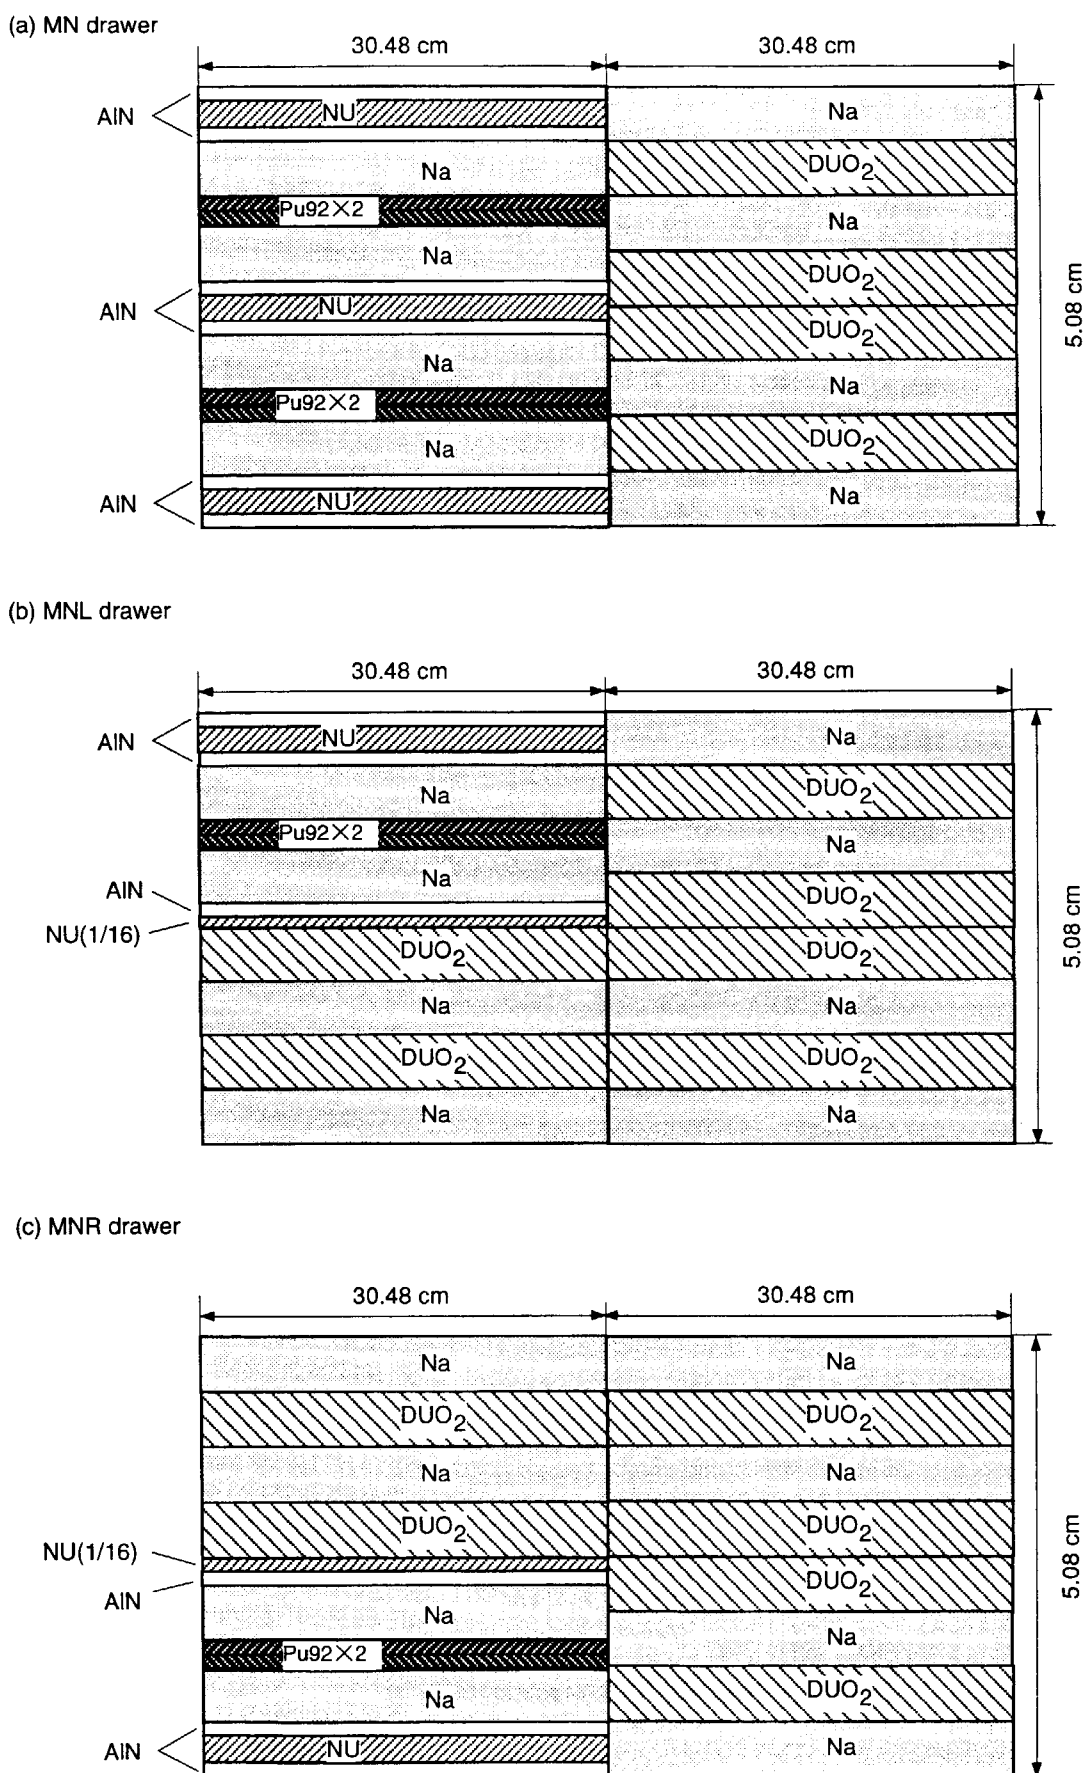 (a) MN drawer
30.48 cm 30.48 cm
AlN NU Na
Na DUO2
Pu92×2 Na
Na DUO2
AlN NU DUO2
Na Na
Pu92×2 DUO2
Na
AlN NU Na
5.08 cm
(b) MNL drawer
30.48 cm 30.48 cm
AlN NU Na
Na DUO2
Pu92×2 Na
AlN Na DUO2
NU(1/16)
DUO2 DUO2
Na Na
DUO2 DUO2
Na Na
5.08 cm
(c) MNR drawer
30.48 cm 30.48 cm
Na Na
DUO2 DUO2
Na Na
DUO2 DUO2
NU(1/16) DUO2
AlN
Na Na
Pu92×2
Na DUO2
AlN NU Na
5.08 cm